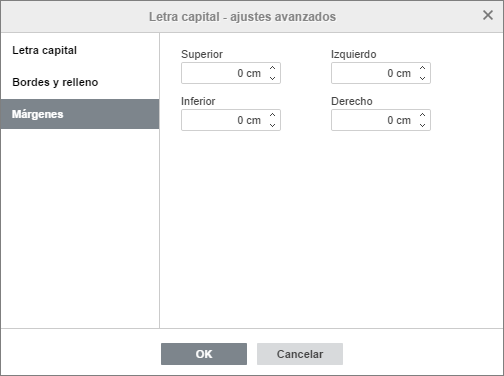 Letra capital - ajustes avanzados
Letra capital
Bordes y relleno
Márgenes
Superior
Izquierdo
0 cm
0 cm
Inferior
Derecho
0 cm
0 cm
OK
Cancelar